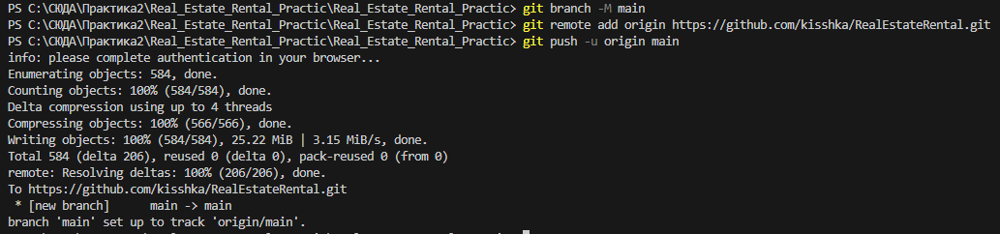 PS C:\СЮДА\Практика2\Real_Estate_Rental_Practic\Real_Estate_Rental_Practic> git branch -M main
PS C:\СЮДА\Практика2\Real_Estate_Rental_Practic\Real_Estate_Rental_Practic> git remote add origin https://github.com/kisshka/RealEstateRental.git
PS C:\СЮДА\Практика2\Real_Estate_Rental_Practic\Real_Estate_Rental_Practic> git push -u origin main
info: please complete authentication in your browser...
Enumerating objects: 584, done.
Counting objects: 100% (584/584), done.
Delta compression using up to 4 threads
Compressing objects: 100% (566/566), done.
Writing objects: 100% (584/584), 25.22 MiB | 3.15 MiB/s, done.
Total 584 (delta 206), reused 0 (delta 0), pack-reused 0 (from 0)
remote: Resolving deltas: 100% (206/206), done.
To https://github.com/kisshka/RealEstateRental.git
 * [new branch]      main -> main
branch 'main' set up to track 'origin/main'.